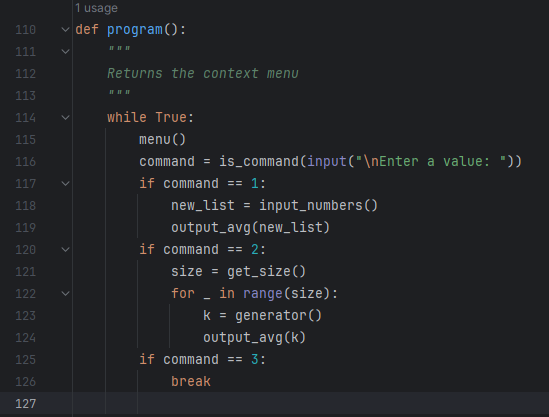 1 usage
110 def program():
111     """
112     Returns the context menu
113     """
114     while True:
115         menu()
116         command = is_command(input("\nEnter a value: "))
117         if command == 1:
118             new_list = input_numbers()
119             output_avg(new_list)
120         if command == 2:
121             size = get_size()
122             for _ in range(size):
123                 k = generator()
124                 output_avg(k)
125         if command == 3:
126             break
127